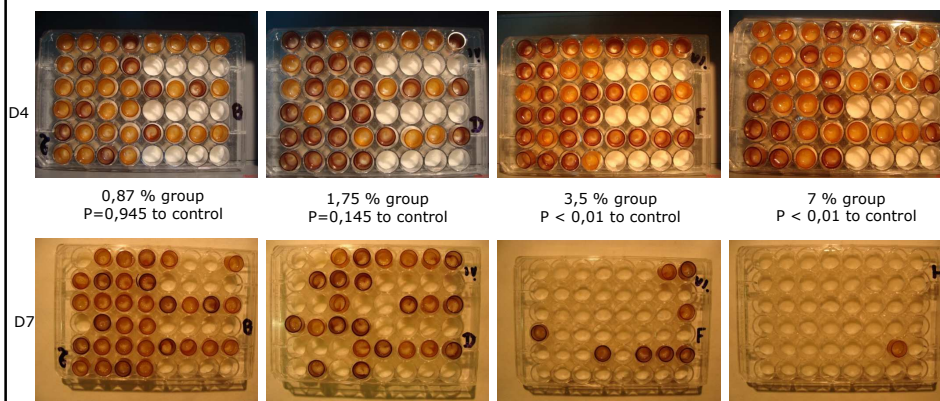 D4
0,87 % group
P=0,945 to control
1,75 % group
P=0,145 to control
3,5 % group
P < 0,01 to control
7 % group
P < 0,01 to control
D7
B
D
F
B
D
F